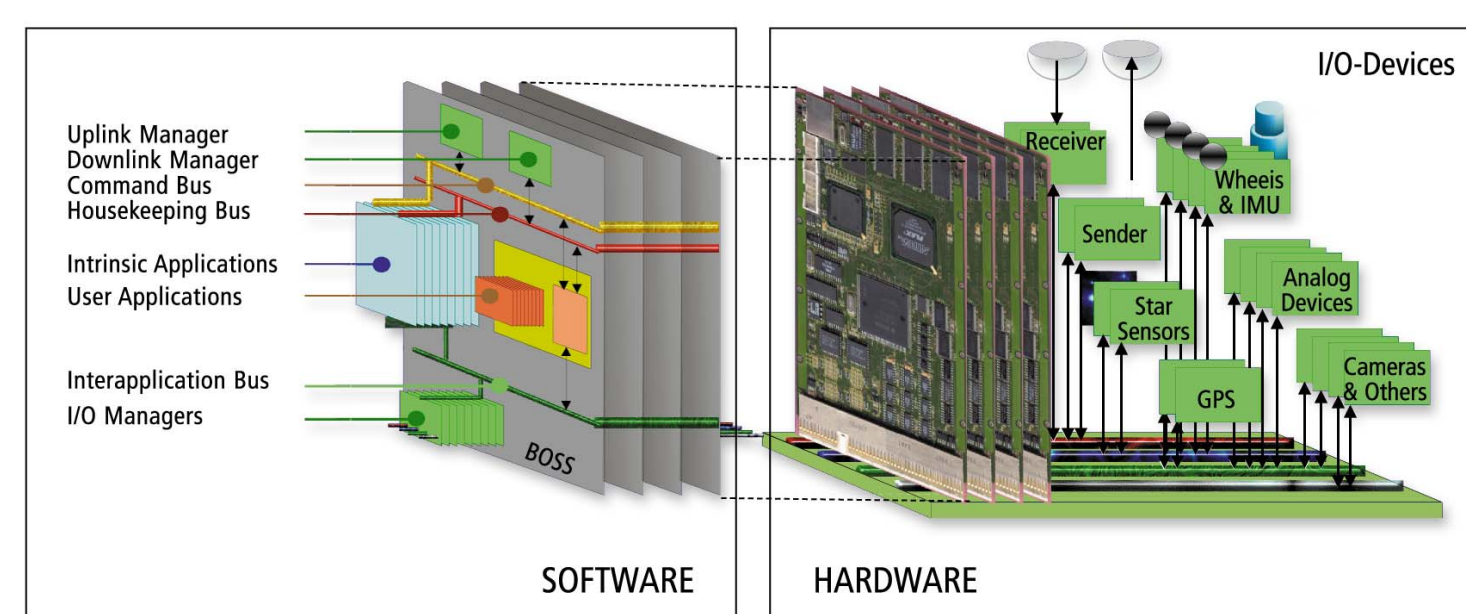 Uplink Manager
Downlink Manager
Command Bus
Housekeeping Bus
Intrinsic Applications
User Applications
Interapplication Bus
I/O Managers
BOSS
SOFTWARE
HARDWARE
I/O-Devices
Receiver
Wheeis
& IMU
Sender
Analog
Devices
Star
Sensors
Cameras
& Others
GPS